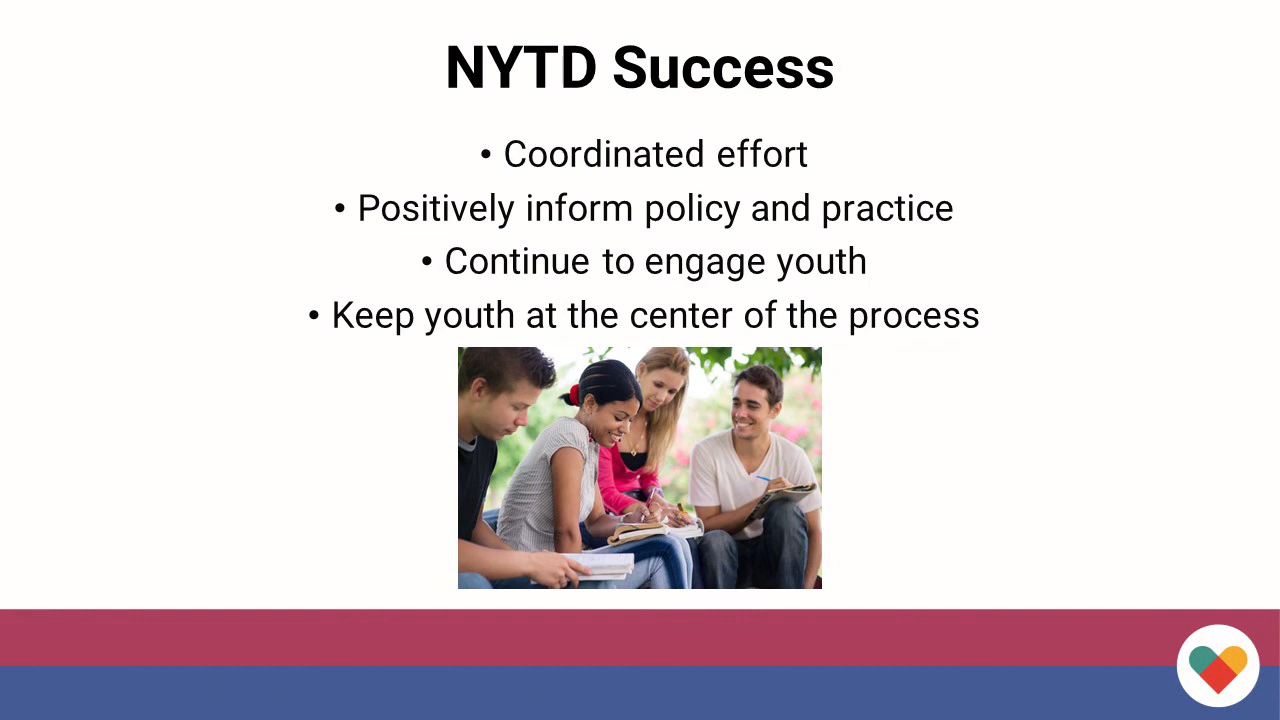 NYTD Success
• Coordinated effort
• Positively inform policy and practice
• Continue to engage youth
• Keep youth at the center of the process